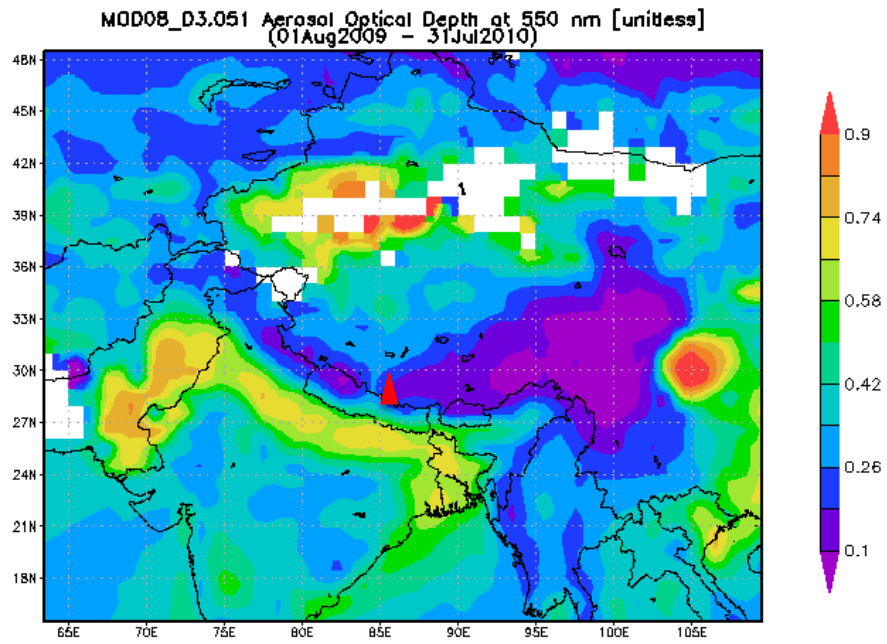 MOD08_D3.051 Aerosol Optical Depth at 550 nm [unitless]
(01Aug2009 - 31Jul2010)
48N
45N
42N
39N
36N
33N
30N
27N
24N
21N
18N
65E 70E 75E 80E 85E 90E 95E 100E 105E
0.9
0.74
0.58
0.42
0.26
0.1